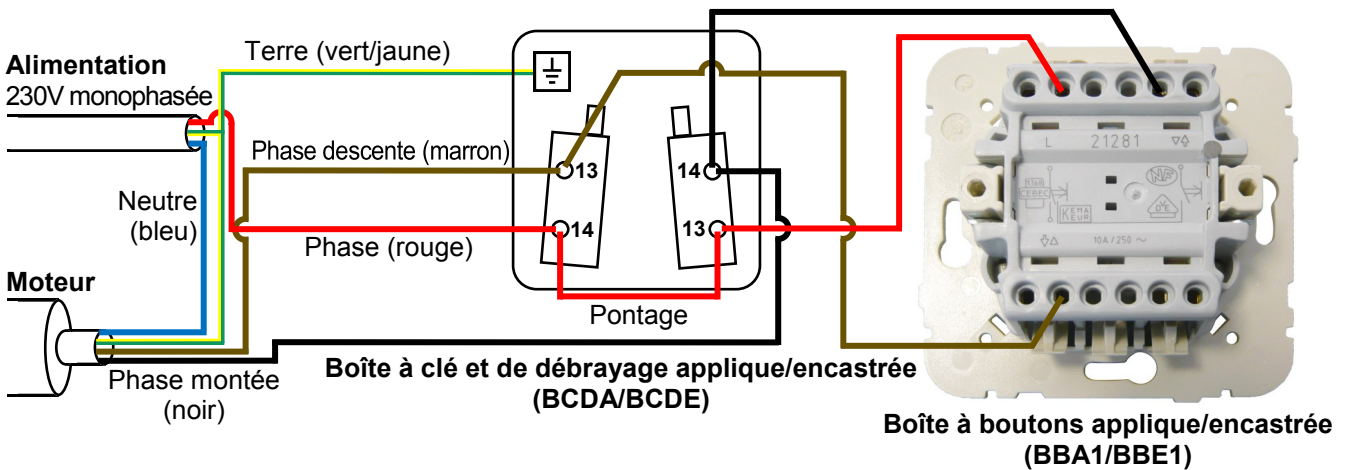 Terre (vert/jaune)
Alimentation
230V monophasée
Phase descente (marron)
13
14
Neutre
(bleu)
14
13
Phase (rouge)
L 21281
KEMA
KEUR
10A / 250 ~
Moteur
Pontage
Phase montée
(noir)
Boîte à clé et de débrayage applique/encastrée
(BCDA/BCDE)
Boîte à boutons applique/encastrée
(BBA1/BBE1)